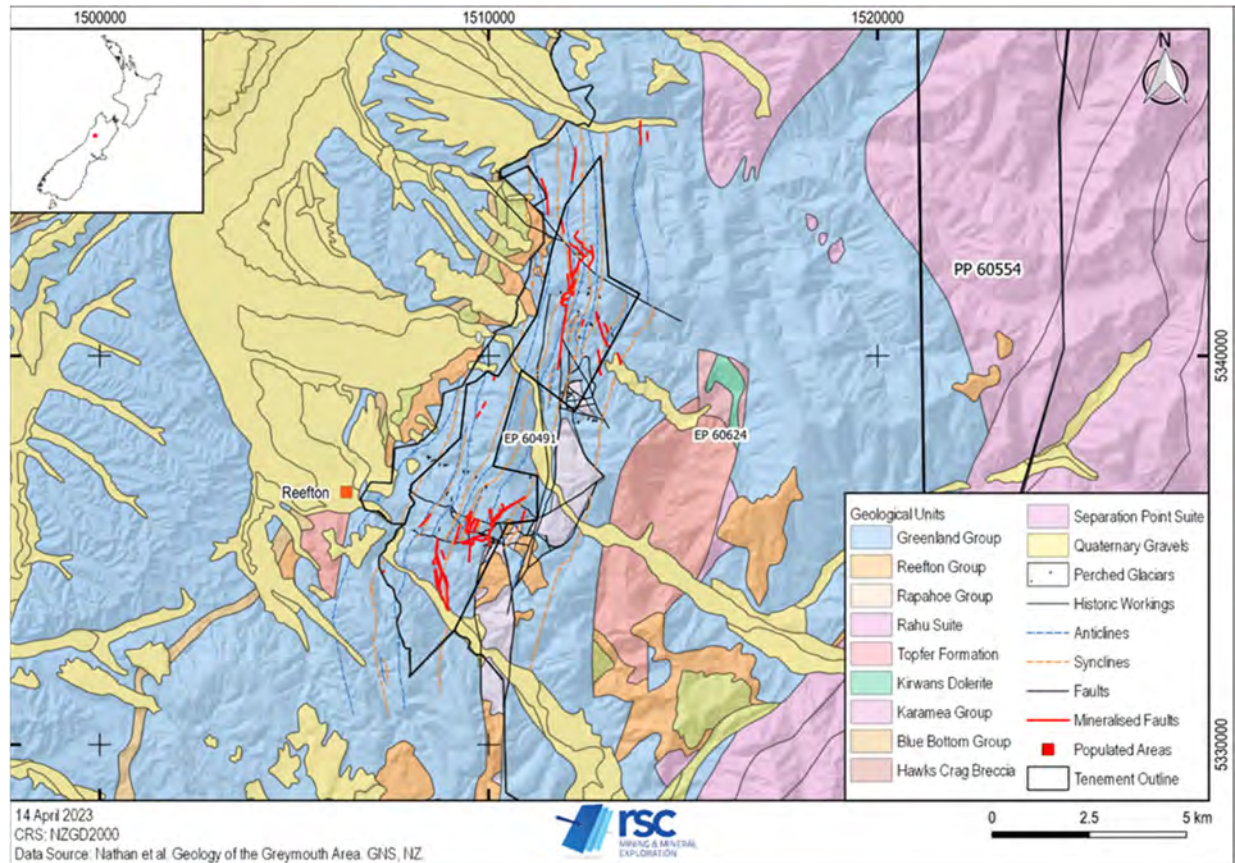 1500000
1510000
1520000
N
PP 60554
5340000
EP 60491
EP 60624
Reefton
5330000
Geological Units
Greenland Group
Reefton Group
Rapahoe Group
Rahu Suite
Topfer Formation
Kirwans Dolerite
Karamea Group
Blue Bottom Group
Hawks Crag Breccia
Separation Point Suite
Quaternary Gravels
Perched Glaciars
Historic Workings
Anticlines
Synclines
Faults
Mineralised Faults
Populated Areas
Tenement Outline
14 April 2023
CRS: NZGD2000
Data Source: Nathan et al. Geology of the Greymouth Area. GNS, NZ.
rsc
MINING & MINERAL
EXPLORATION
0 2.5 5 km